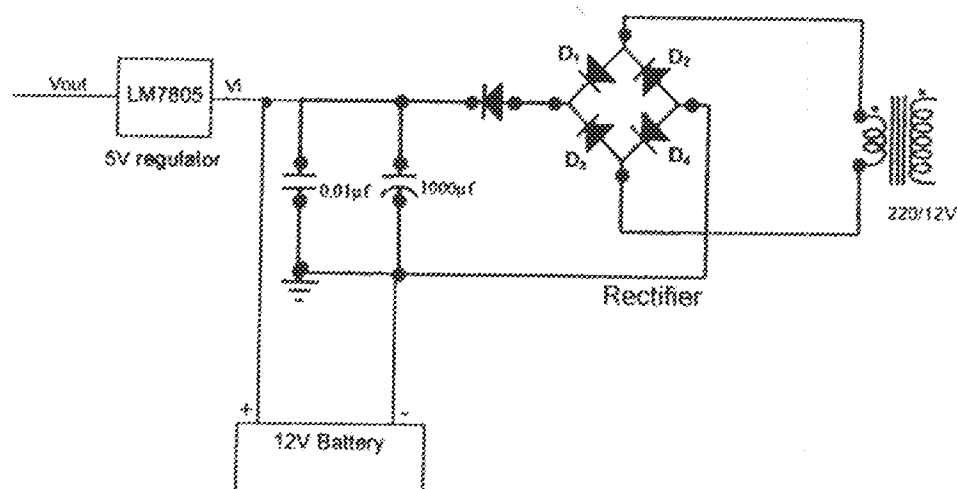 Vout
LM7805
Vi
5V regulator
D1
D2
D3
D4
0.01µf
1000µf
220/12V
Rectifier
+
-
12V Battery